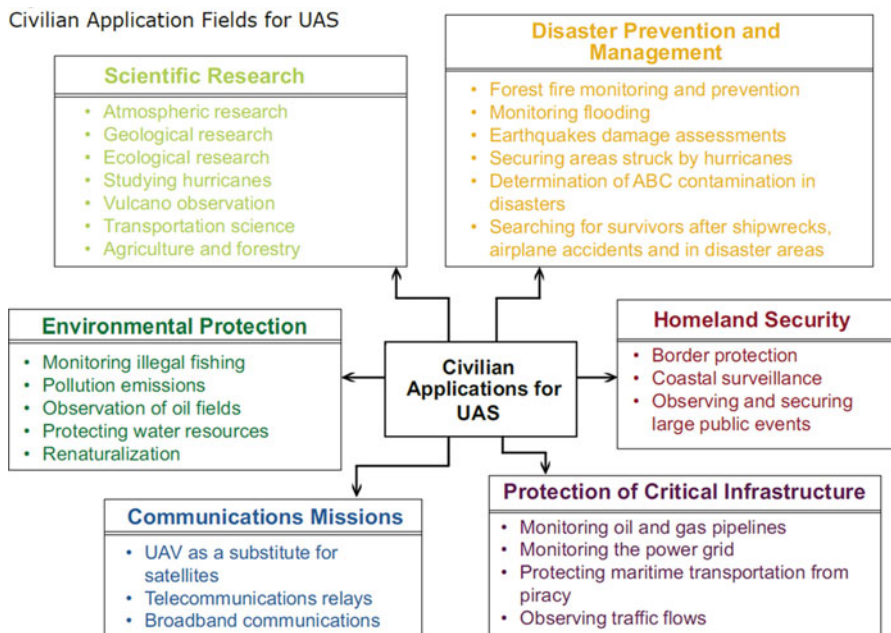 Civilian Application Fields for UAS
Scientific Research
• Atmospheric research
• Geological research
• Ecological research
• Studying hurricanes
• Vulcano observation
• Transportation science
• Agriculture and forestry
Disaster Prevention and
Management
• Forest fire monitoring and prevention
• Monitoring flooding
• Earthquakes damage assessments
• Securing areas struck by hurricanes
• Determination of ABC contamination in
disasters
• Searching for survivors after shipwrecks,
airplane accidents and in disaster areas
Environmental Protection
• Monitoring illegal fishing
• Pollution emissions
• Observation of oil fields
• Protecting water resources
• Renaturalization
Civilian
Applications for
UAS
Homeland Security
• Border protection
• Coastal surveillance
• Observing and securing
large public events
Communications Missions
• UAV as a substitute for
satellites
• Telecommunications relays
• Broadband communications
Protection of Critical Infrastructure
• Monitoring oil and gas pipelines
• Monitoring the power grid
• Protecting maritime transportation from
piracy
• Observing traffic flows